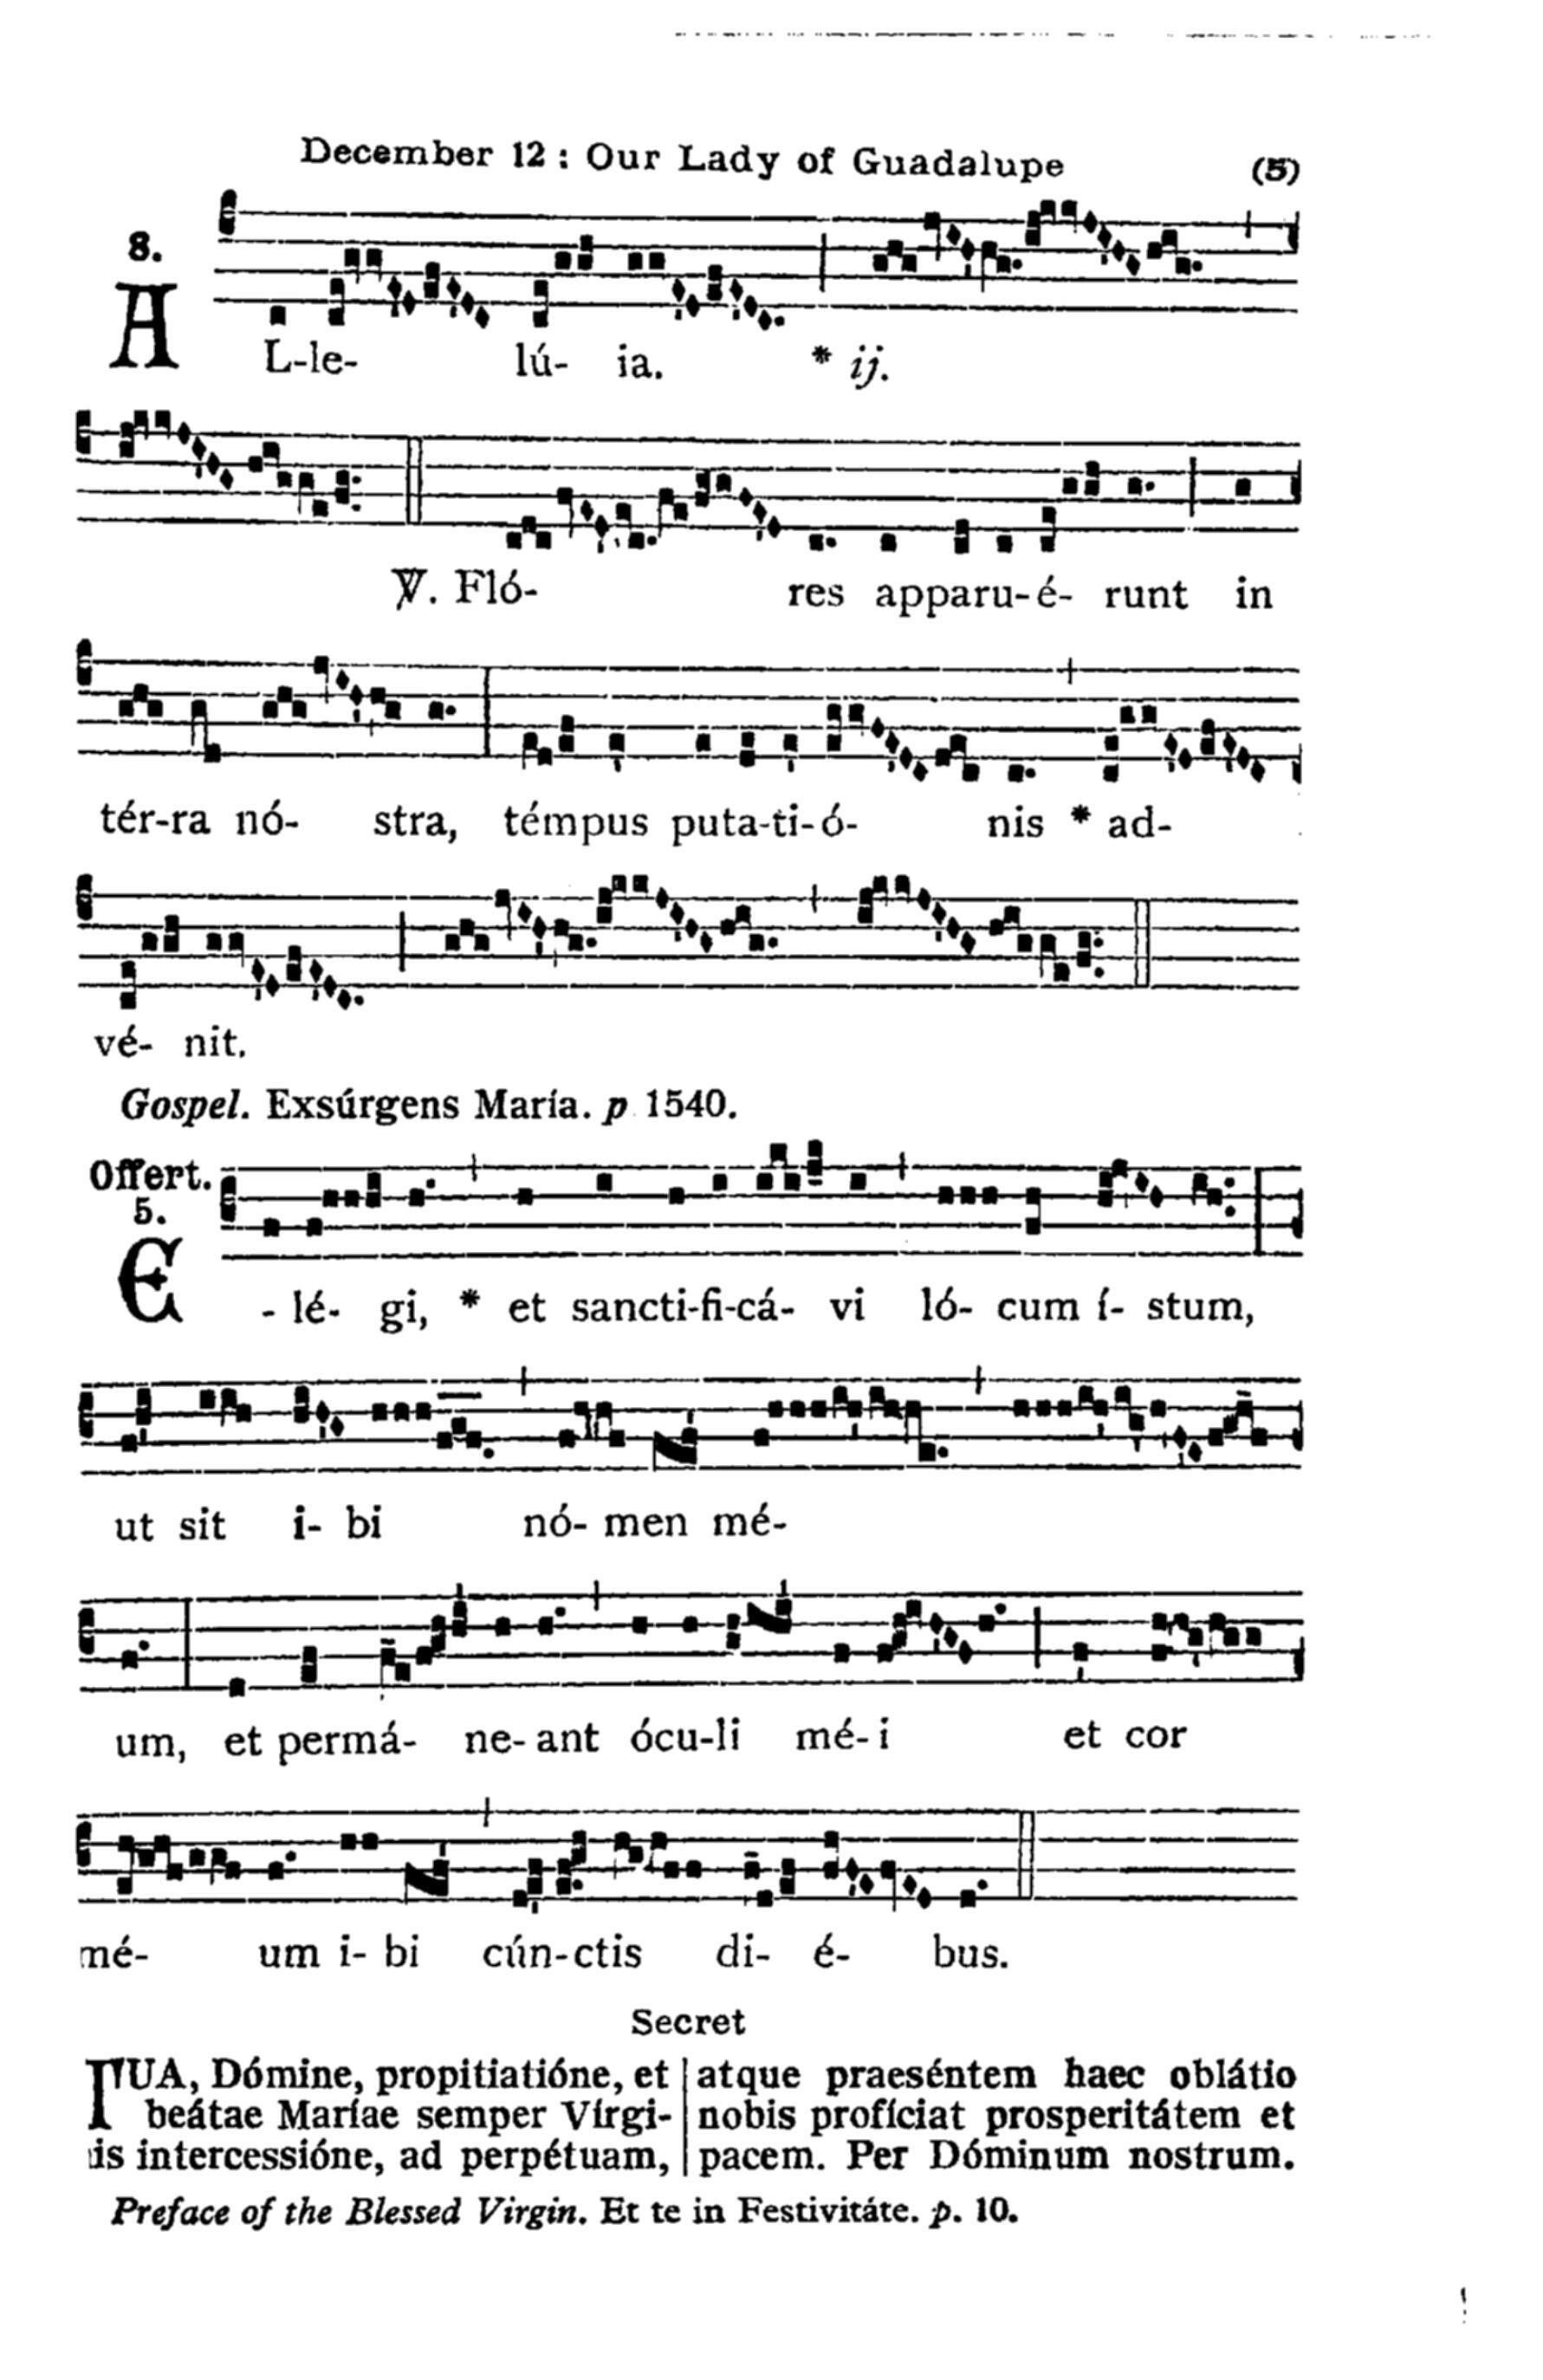 December 12 : Our Lady of Guadalupe (5)
8.
AL-le- lú- ia. * ij.
℣. Fló- res apparu-é- runt in
tér-ra nó- stra, témpus puta-ti-ó- nis * ad-
vé- nit.
Gospel. Exsúrgens María. p 1540.
Offert.
5.
E- lé- gi, * et sancti-fi-cá- vi ló- cum í- stum,
ut sit i- bi nó- men mé-
um, et permá- ne- ant ócu-li mé- i et cor
mé- um i- bi cún-ctis di- é- bus.
Secret
TUA, Dómine, propitiatióne, et
beátae Maríae semper Vírgi-
nis intercessióne, ad perpétuam,
atque praeséntem haec oblátio
nobis profíciat prosperitátem et
pacem. Per Dóminum nostrum.
Preface of the Blessed Virgin. Et te in Festivitáte. p. 10.